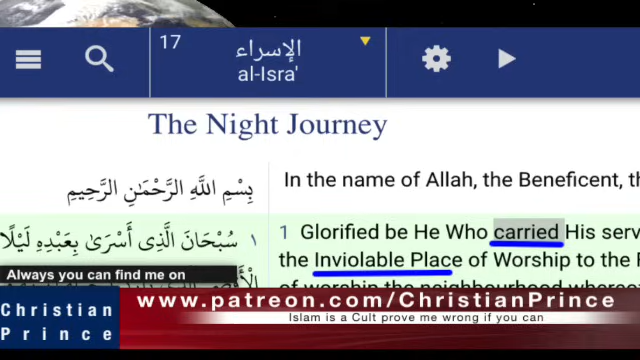 17
الإسراء
al-Isra'
The Night Journey
بِسْمِ اللَّهِ الرَّحْمَٰنِ الرَّحِيمِ
In the name of Allah, the Beneficent, th
١ سُبْحَانَ الَّذِي أَسْرَىٰ بِعَبْدِهِ لَيْلًا
1 Glorified be He Who carried His serv
the Inviolable Place of Worship to the
Always you can find me on
Christian Prince
www.patreon.com/ChristianPrince
Islam is a Cult prove me wrong if you can